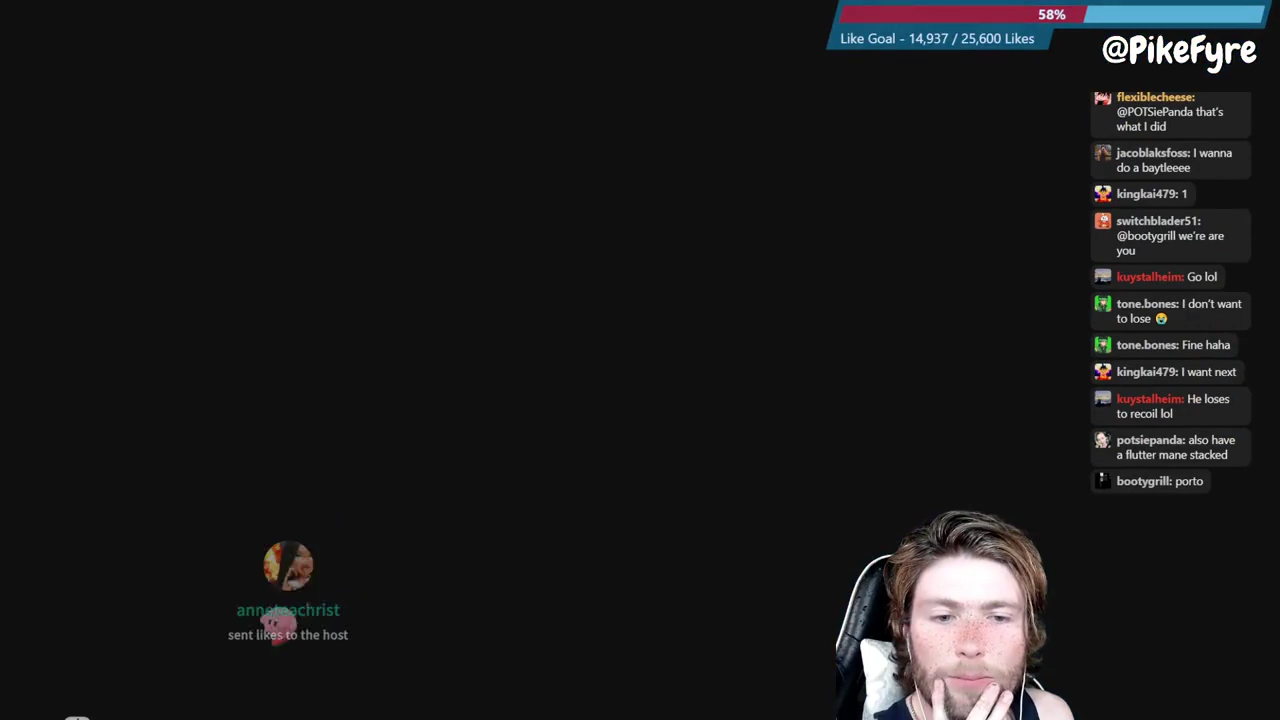 58%
Like Goal - 14,937 / 25,600 Likes
@PikeFyre
flexiblecheese:
@POTSiePanda that's
what I did
jacoblaksfoss: I wanna
do a baytleeee
kingkai479: 1
switchblader51:
@bootygrill we're are
you
kuystalheim: Go lol
tone.bones: I don't want
to lose 😭
tone.bones: Fine haha
kingkai479: I want next
kuystalheim: He loses
to recoil lol
potsiepanda: also have
a flutter mane stacked
bootygrill: porto
anneteachrist
sent likes to the host